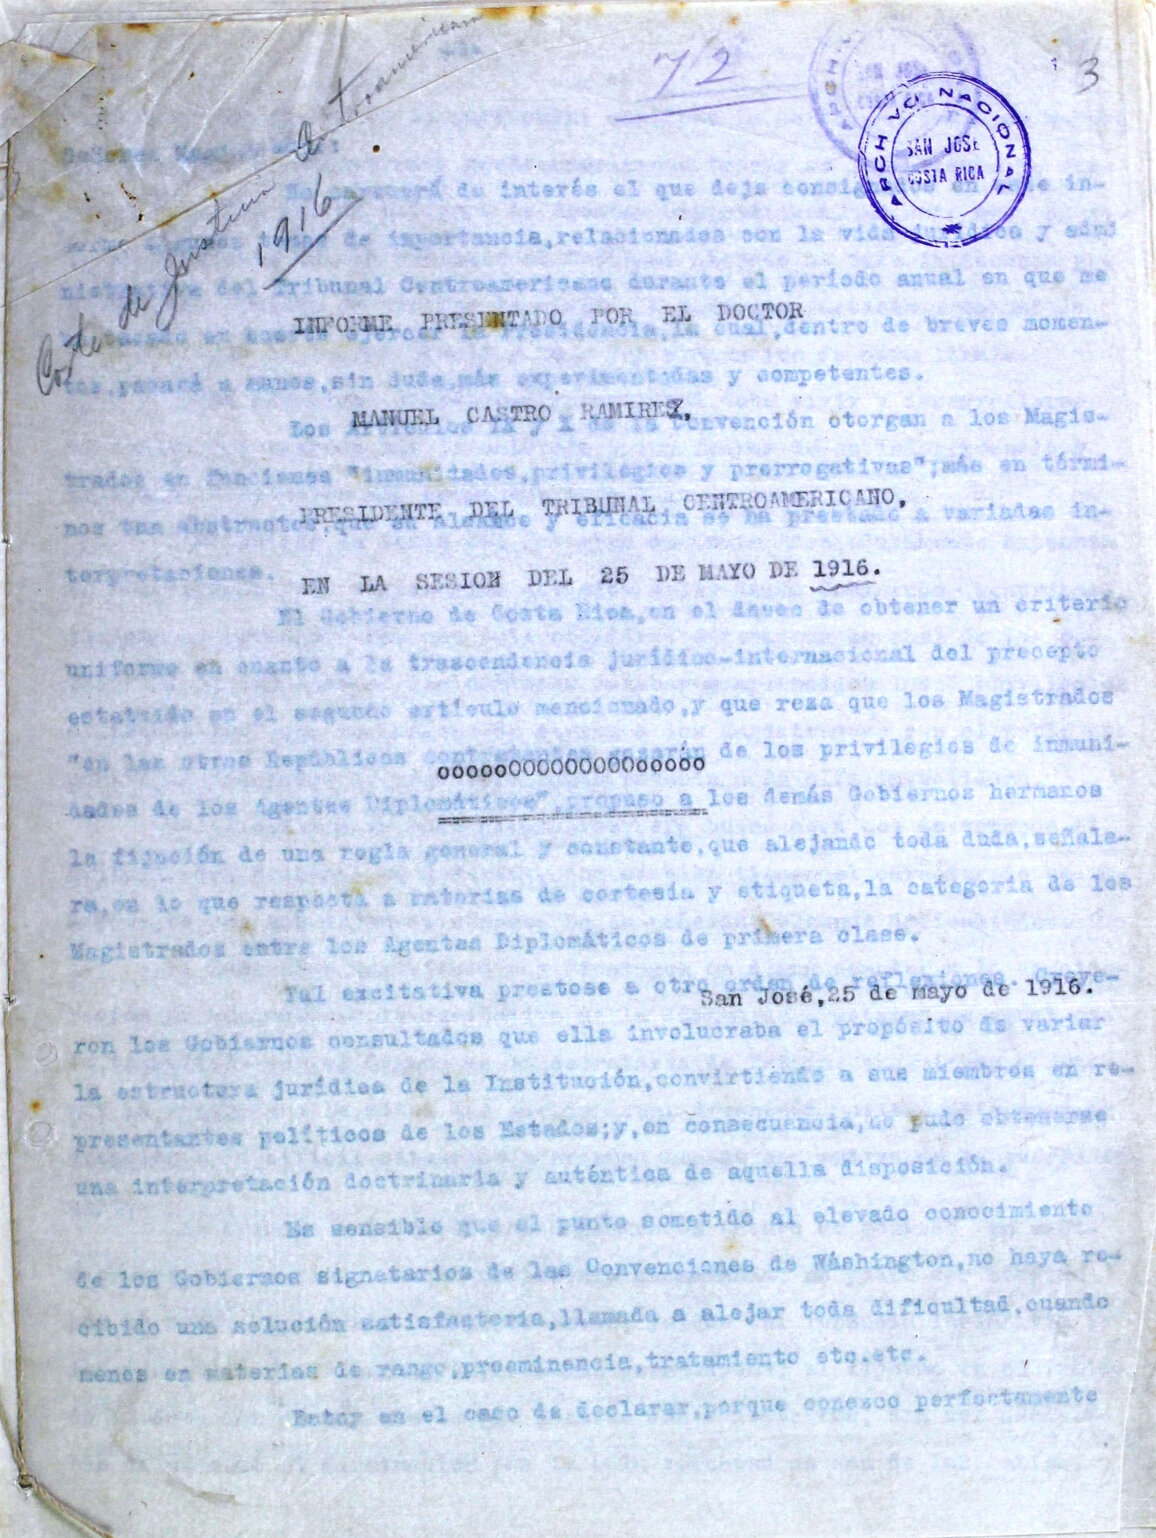 72
3
ARCHIVO NACIONAL
SAN JOSE
COSTA RICA
Corte de Justicia Centroamericana
1916
INFORME PRESENTADO POR EL DOCTOR
MANUEL CASTRO RAMIREZ,
PRESIDENTE DEL TRIBUNAL CENTROAMERICANO,
EN LA SESION DEL 25 DE MAYO DE 1916.
ooooo0000000000ooooo
San José,25 de mayo de 1916.
de interés el que deje en este in-
de importancia,relacionados con la vida jurídica y admi
nistrativa del Tribunal Centroamericano durante el período anual en que me
ejercer la Presidencia,la cual,dentro de breves momen-
tos,pasará a manos,sin duda,más experimentadas y competentes.
Los Artículos IX y X de la Convención otorgan a los Magis-
trados en funciones "inmunidades,privilegios y prerrogativas";más en térmi-
nos tan abstractos,que su alcance y eficacia se ha prestado a variadas in-
terpretaciones.
El Gobierno de Costa Rica,en el deseo de obtener un criterio
uniforme en cuanto a la trascendencia jurídico-internacional del precepto
estatuido en el segundo artículo mencionado,y que reza que los Magistrados
"en las otras Repúblicas contratantes gozarán de los privilegios de inmuni-
dades de los Agentes Diplomáticos",propuso a los demás Gobiernos hermanos
la fijación de una regla general y constante,que alejando toda duda,señala-
ra,en lo que respecta a materias de cortesía y etiqueta,la categoría de los
Magistrados entre los Agentes Diplomáticos de primera clase.
Tal excitativa prestose a otro orden de reflexiones. Creye-
ron los Gobiernos consultados que ella involucraba el propósito de variar
la estructura jurídica de la Institución,convirtiendo a sus miembros en re-
presentantes políticos de los Estados;y,en consecuencia,no pudo obtenerse
una interpretación doctrinaria y auténtica de aquella disposición.
Es sensible que el punto sometido al elevado conocimiento
de los Gobiernos signatarios de las Convenciones de Wáshington,no haya re-
cibido una solución satisfactoria,llamada a alejar toda dificultad,cuando
menos en materias de rango,preeminencia,tratamiento etc.etc.
Estoy en el caso de declarar,porque conozco perfectamente